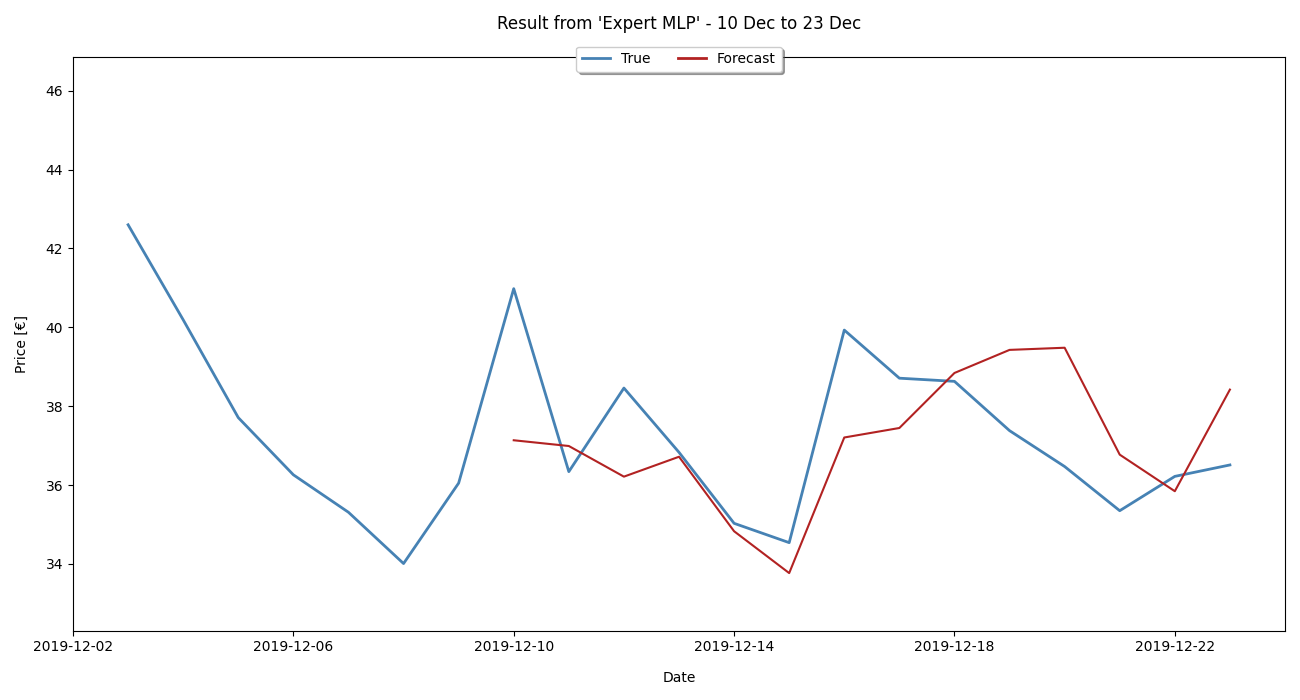 Result from 'Expert MLP' - 10 Dec to 23 Dec
True Forecast
46
44
42
40
38
36
34
Price [€]
2019-12-02 2019-12-06 2019-12-10 2019-12-14 2019-12-18 2019-12-22
Date